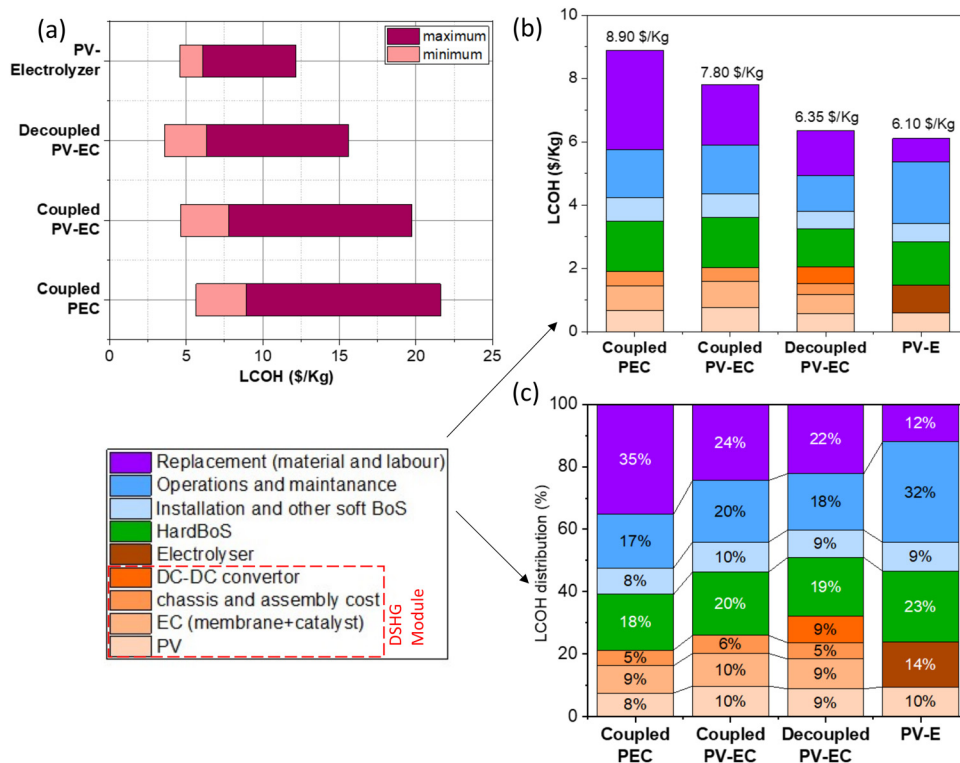 (a)
maximum
minimum
PV-
Electrolyzer
Decoupled
PV-EC
Coupled
PV-EC
Coupled
PEC
0
5
10
15
20
25
LCOH ($/Kg)
(b)
10
8
6
4
2
0
LCOH ($/Kg)
8.90 $/Kg
7.80 $/Kg
6.35 $/Kg
6.10 $/Kg
Coupled
PEC
Coupled
PV-EC
Decoupled
PV-EC
PV-E
Replacement (material and labour)
Operations and maintanance
Installation and other soft BoS
HardBoS
Electrolyser
DC-DC convertor
chassis and assembly cost
EC (membrane+catalyst)
PV
DSHG
Module
(c)
100
80
60
40
20
0
LCOH distribution (%)
35%
17%
8%
18%
5%
9%
8%
24%
20%
10%
20%
6%
10%
10%
22%
18%
9%
19%
9%
5%
9%
9%
12%
32%
9%
23%
14%
10%
Coupled
PEC
Coupled
PV-EC
Decoupled
PV-EC
PV-E